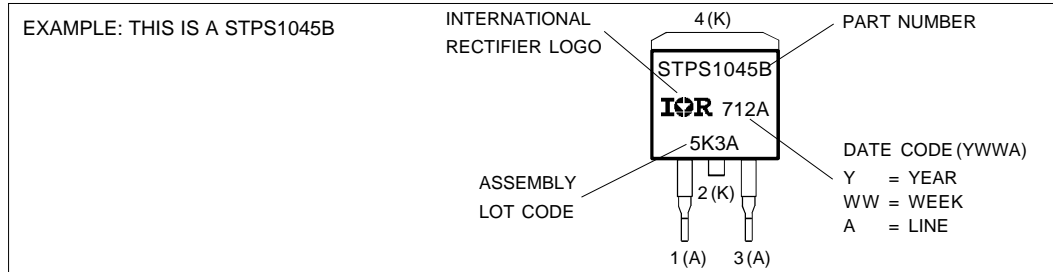 EXAMPLE: THIS IS A STPS1045B
INTERNATIONAL
RECTIFIER LOGO
4 (K)
PART NUMBER
STPS1045B
IOR 712A
5K3A
ASSEMBLY
LOT CODE
2 (K)
1 (A) 3 (A)
DATE CODE (YWWA)
Y = YEAR
WW = WEEK
A = LINE